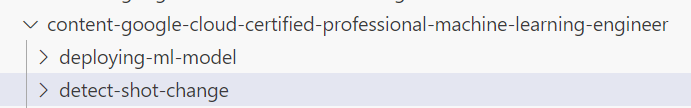 content-google-cloud-certified-professional-machine-learning-engineer
deploying-ml-model
detect-shot-change